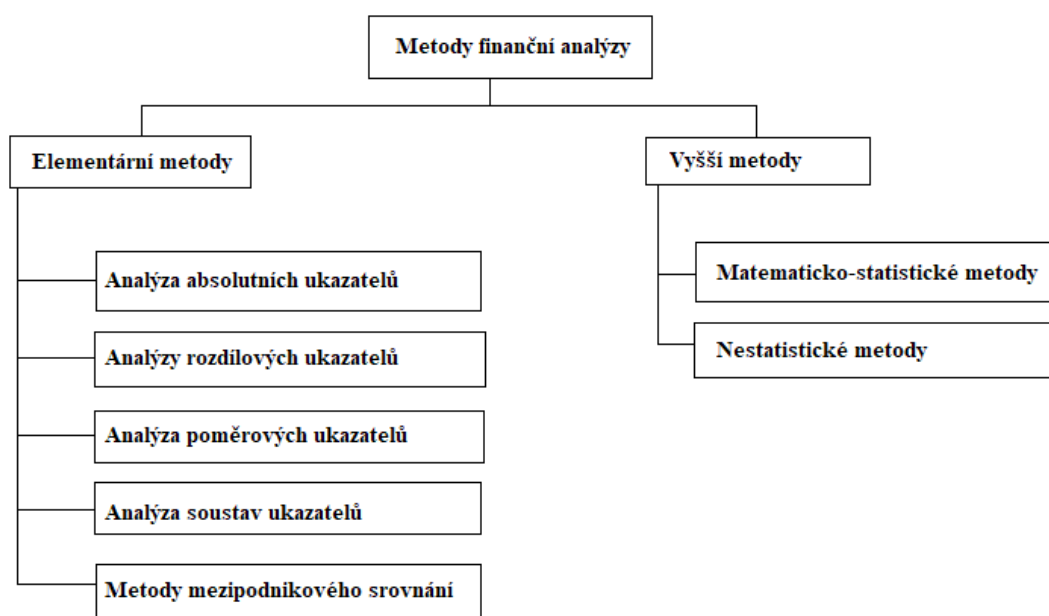 Metody finanční analýzy
Elementární metody
Vyšší metody
Analýza absolutních ukazatelů
Analýzy rozdílových ukazatelů
Analýza poměrových ukazatelů
Analýza soustav ukazatelů
Metody mezipodnikového srovnání
Matematicko-statistické metody
Nestatistické metody